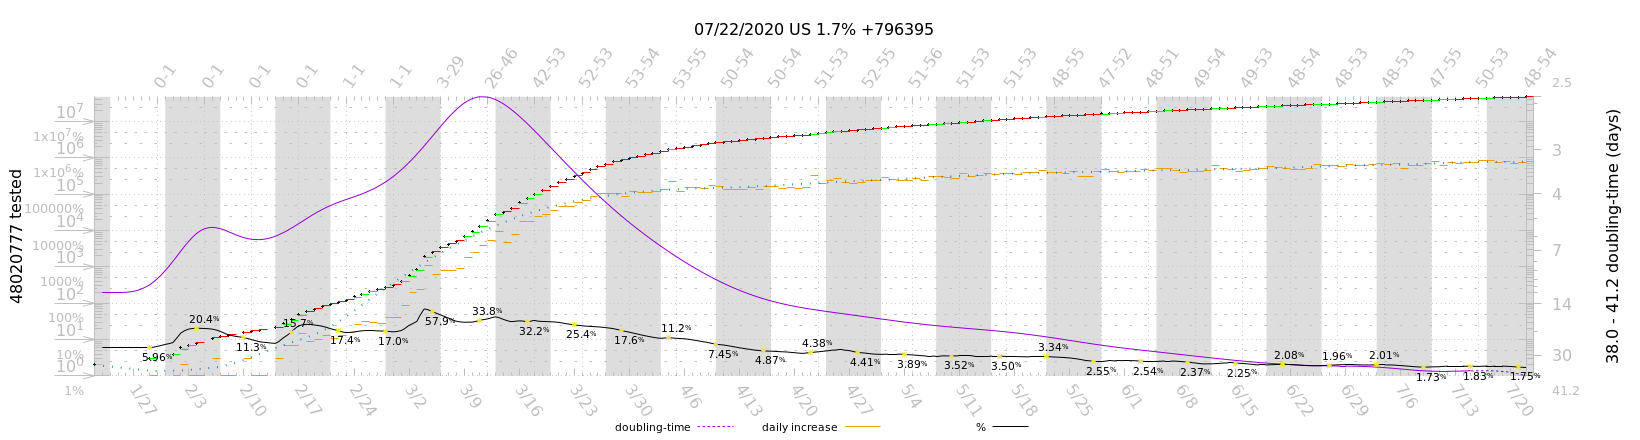 07/22/2020 US 1.7% +796395
0-1 0-1 0-1 0-1 1-1 1-1 3-29 26-46 42-53 52-53 53-54 53-55 50-54 50-54 51-53 52-55 51-56 51-53 51-53 48-55 47-52 48-51 49-54 49-53 48-54 48-53 48-53 47-55 50-53 48-54
48020777 tested
10⁷
1x10⁷%
10⁶
1x10⁶%
10⁵
100000%
10⁴
10000%
10³
1000%
10²
100%
10¹
10%
10⁰
1%
5.96% 20.4% 11.3% 15.7% 17.4% 17.0% 57.9% 33.8% 32.2% 25.4% 17.6% 11.2% 7.45% 4.87% 4.38% 4.41% 3.89% 3.52% 3.50% 3.34% 2.55% 2.54% 2.37% 2.25% 2.08% 1.96% 2.01% 1.73% 1.83% 1.75%
2.5
3
4
7
14
30
41.2
38.0 - 41.2 doubling-time (days)
1/27 2/3 2/10 2/17 2/24 3/2 3/9 3/16 3/23 3/30 4/6 4/13 4/20 4/27 5/4 5/11 5/18 5/25 6/1 6/8 6/15 6/22 6/29 7/6 7/13 7/20
doubling-time daily increase %